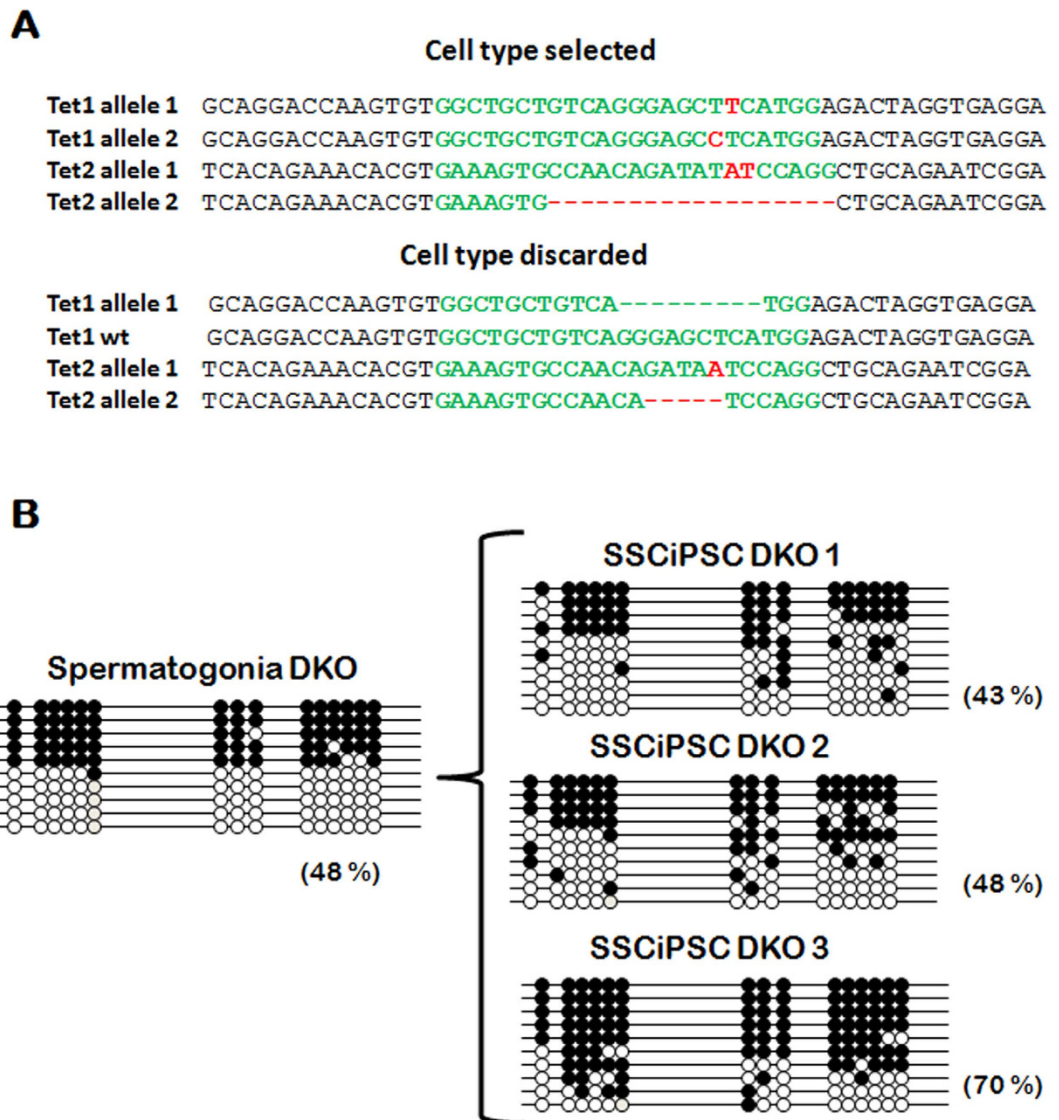 A
Cell type selected
Tet1 allele 1 GCAGGACCAAGTGTGGCTGCTGTCAGGGAGCTTCATGGAGACTAGGTGAGGA
Tet1 allele 2 GCAGGACCAAGTGTGGCTGCTGTCAGGGAGCCTCATGGAGACTAGGTGAGGA
Tet2 allele 1 TCACAGAAACACGTGAAAGTGCCAACAGATATATCCAGGCTGCAGAATCGGA
Tet2 allele 2 TCACAGAAACACGTGAAAGTG------------------CTGCAGAATCGGA
Cell type discarded
Tet1 allele 1 GCAGGACCAAGTGTGGCTGCTGTCA---------TGGAGACTAGGTGAGGA
Tet1 wt GCAGGACCAAGTGTGGCTGCTGTCAGGGAGCTCATGGAGACTAGGTGAGGA
Tet2 allele 1 TCACAGAAACACGTGAAAGTGCCAACAGATAATCCAGGCTGCAGAATCGGA
Tet2 allele 2 TCACAGAAACACGTGAAAGTGCCAACA-----TCCAGGCTGCAGAATCGGA
B
SSCiPSC DKO 1
(43 %)
Spermatogonia DKO
(48 %)
SSCiPSC DKO 2
(48 %)
SSCiPSC DKO 3
(70 %)